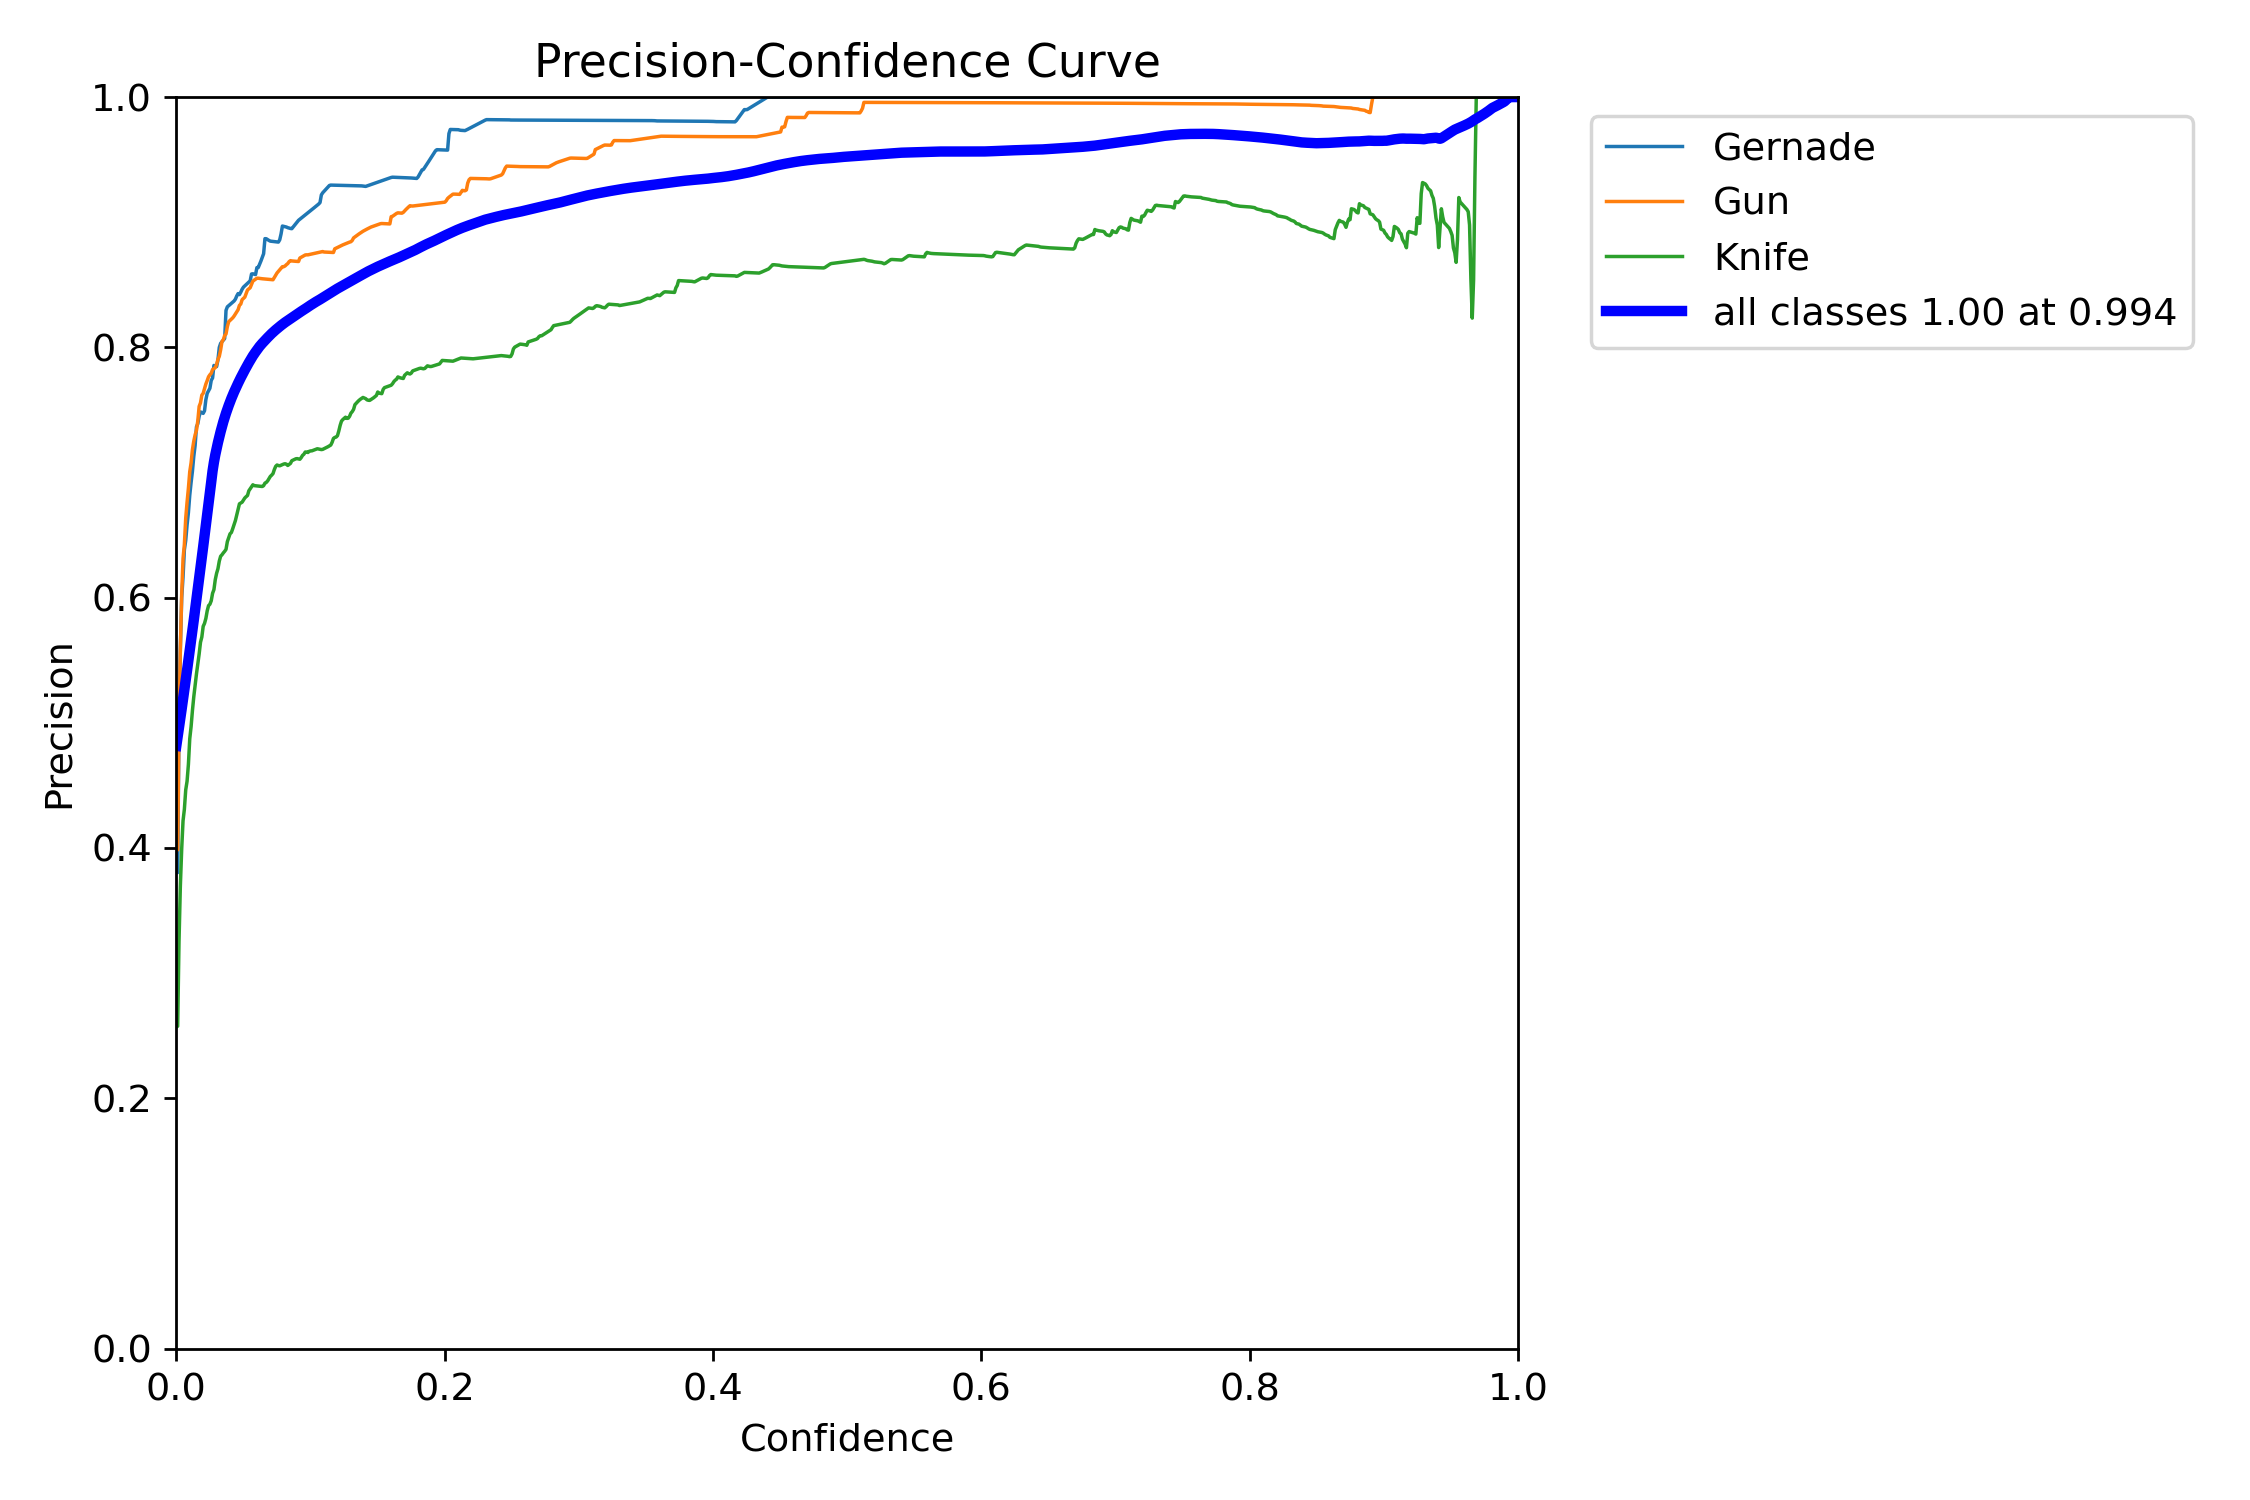 Precision-Confidence Curve
1.0
0.8
0.6
0.4
0.2
0.0
Precision
0.0 0.2 0.4 0.6 0.8 1.0
Confidence
Gernade
Gun
Knife
all classes 1.00 at 0.994